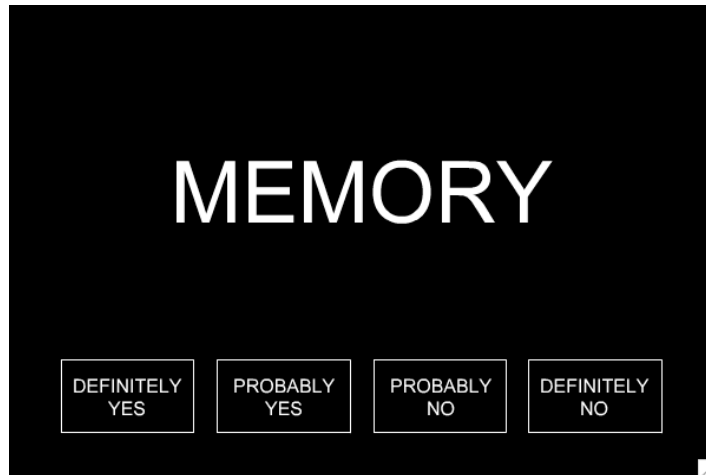 MEMORY
DEFINITELY
YES
PROBABLY
YES
PROBABLY
NO
DEFINITELY
NO